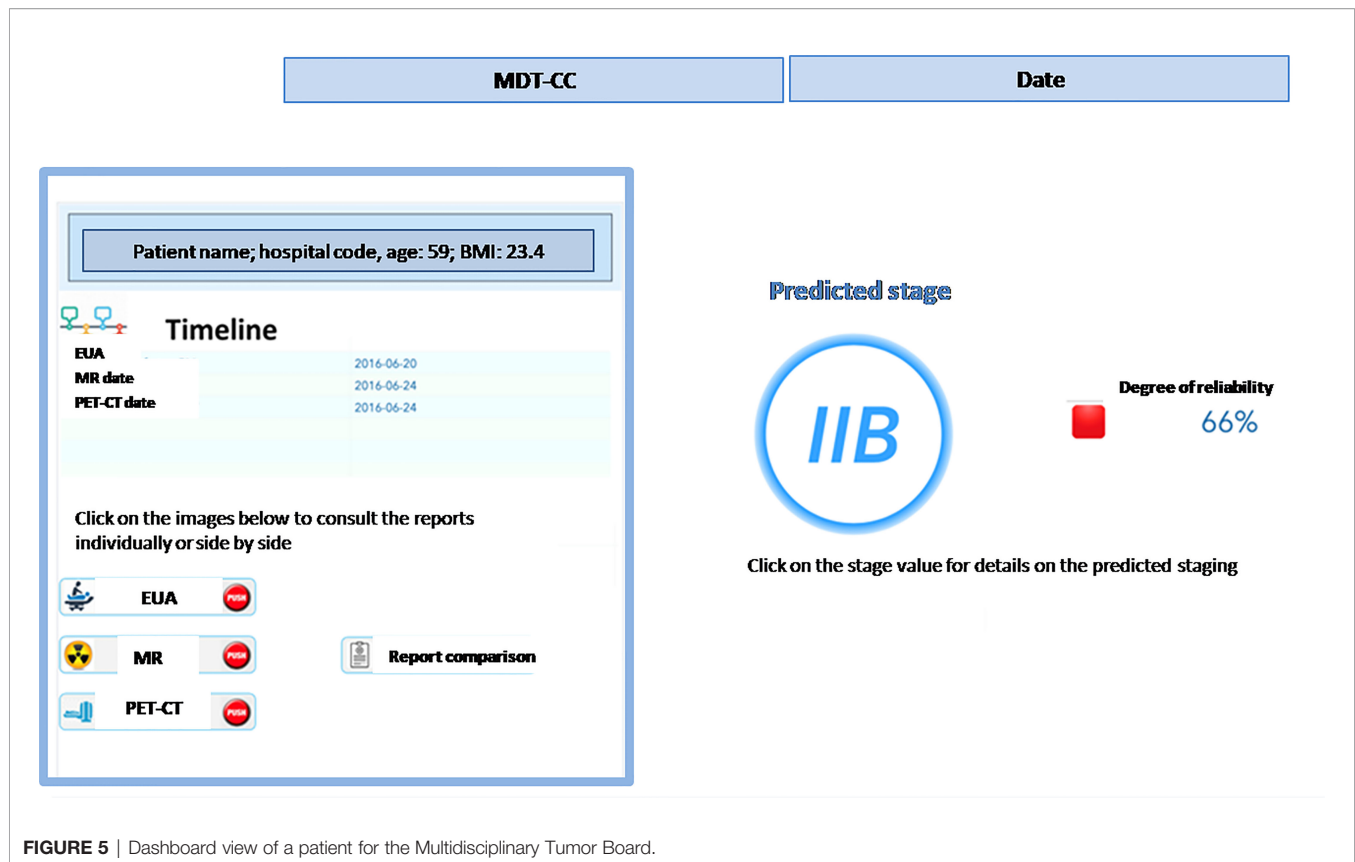 MDT-CC
Date
Patient name; hospital code, age: 59; BMI: 23.4
Timeline
EUA 2016-06-20
MR date 2016-06-24
PET-CT date 2016-06-24
Click on the images below to consult the reports
individually or side by side
EUA PUSH
MR PUSH
Report comparison
PET-CT PUSH
Predicted stage
IIB
Degree of reliability
66%
Click on the stage value for details on the predicted staging
FIGURE 5 | Dashboard view of a patient for the Multidisciplinary Tumor Board.